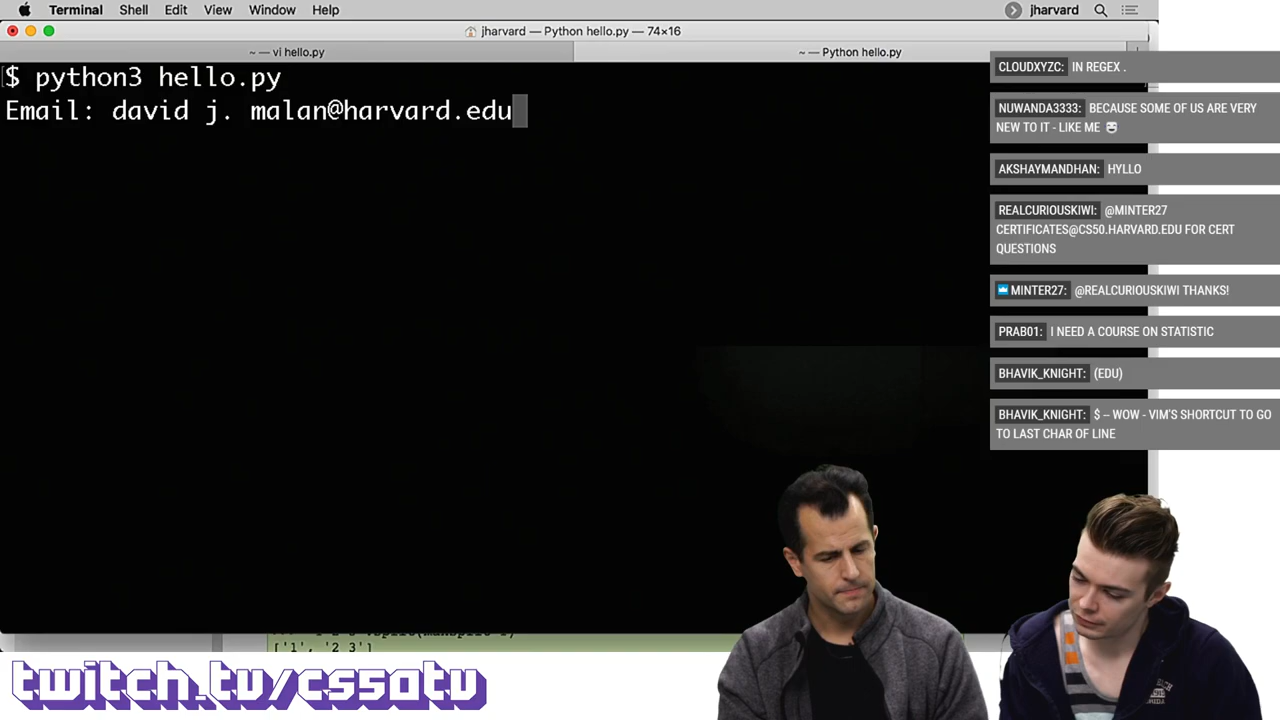 Terminal Shell Edit View Window Help jharvard
jharvard — Python hello.py — 74×16
~ — vi hello.py ~ — Python hello.py
$ python3 hello.py
Email: david j. malan@harvard.edu
CLOUDXYZC: IN REGEX .
NUWANDA3333: BECAUSE SOME OF US ARE VERY
NEW TO IT - LIKE ME
AKSHAYMANDHAN: HYLLO
REALCURIOUSKIWI: @MINTER27
CERTIFICATES@CS50.HARVARD.EDU FOR CERT
QUESTIONS
MINTER27: @REALCURIOUSKIWI THANKS!
PRAB01: I NEED A COURSE ON STATISTIC
BHAVIK_KNIGHT: (EDU)
BHAVIK_KNIGHT: $ -- WOW - VIM'S SHORTCUT TO GO
TO LAST CHAR OF LINE
['1', '2 3']
twitch.tv/cs50tv